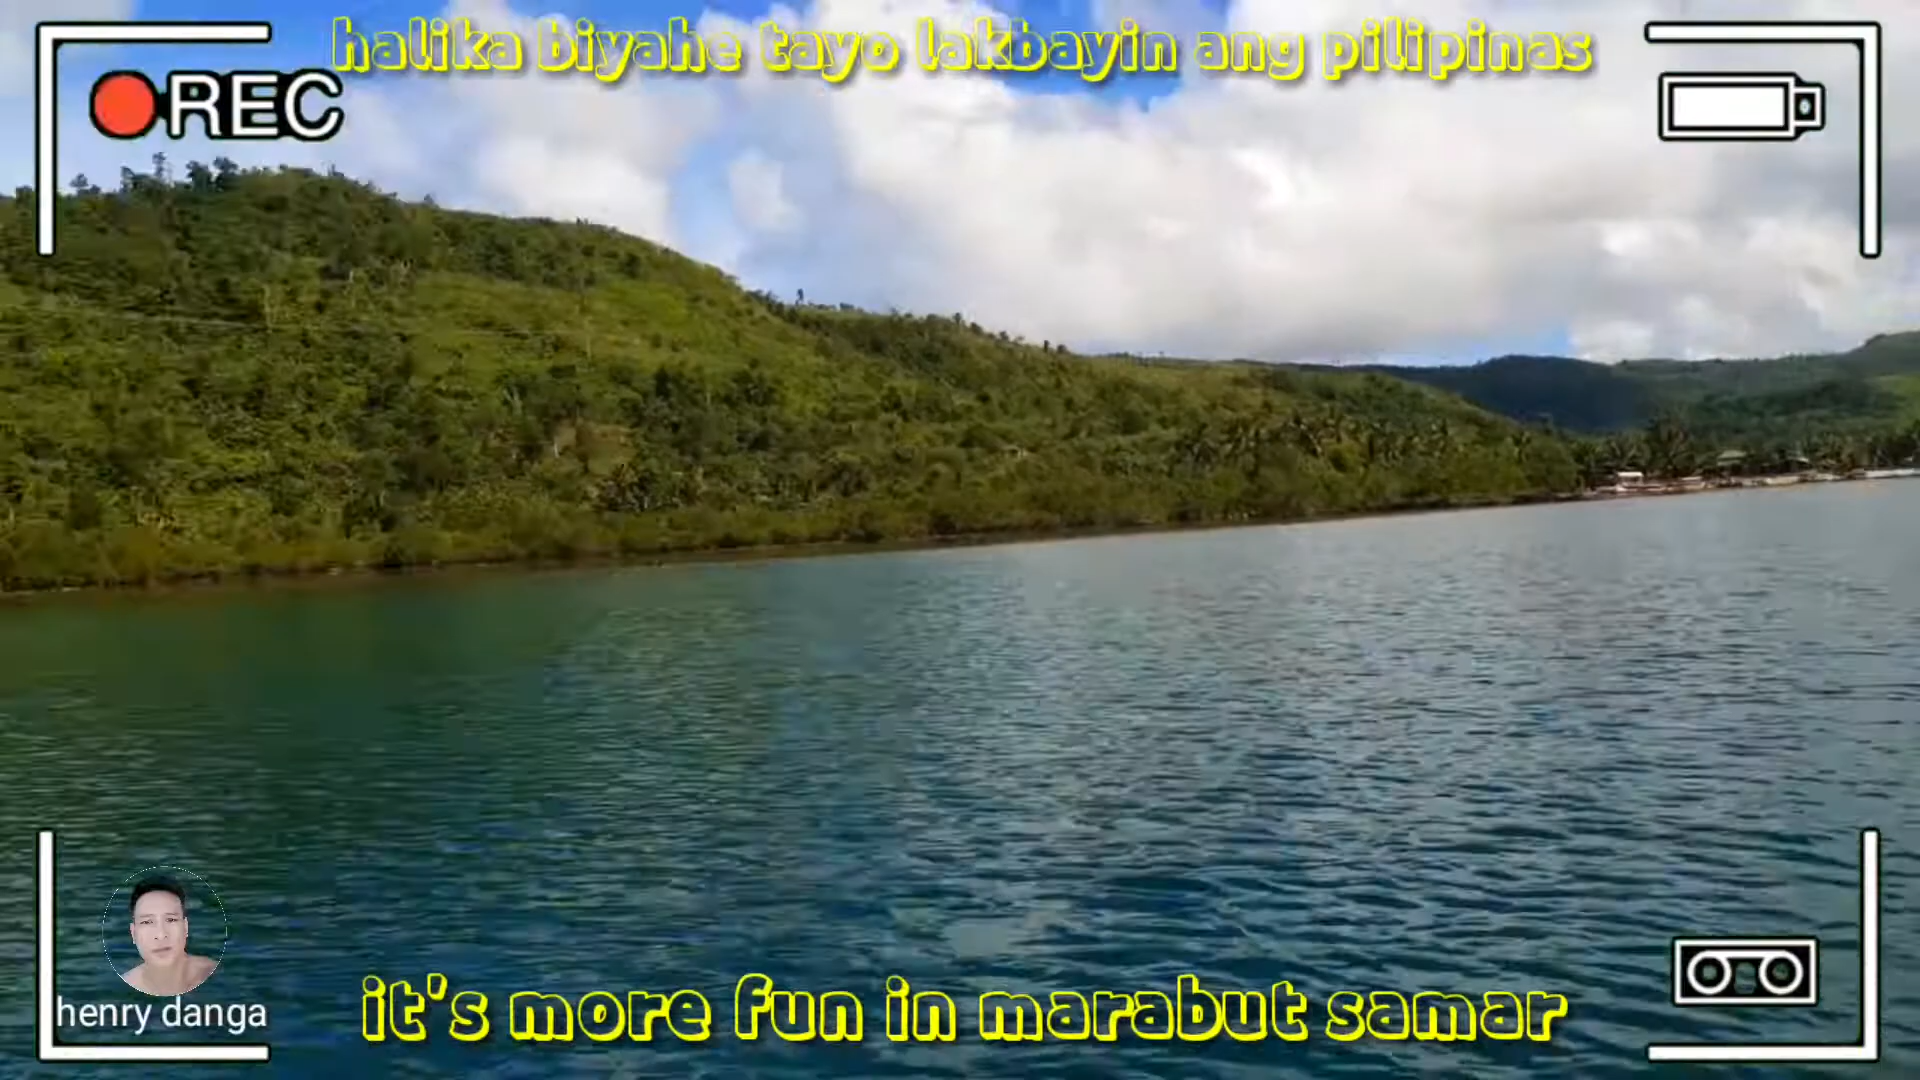 halika biyahe tayo lakbayin ang pilipinas
REC
henry danga
it's more fun in marabut samar